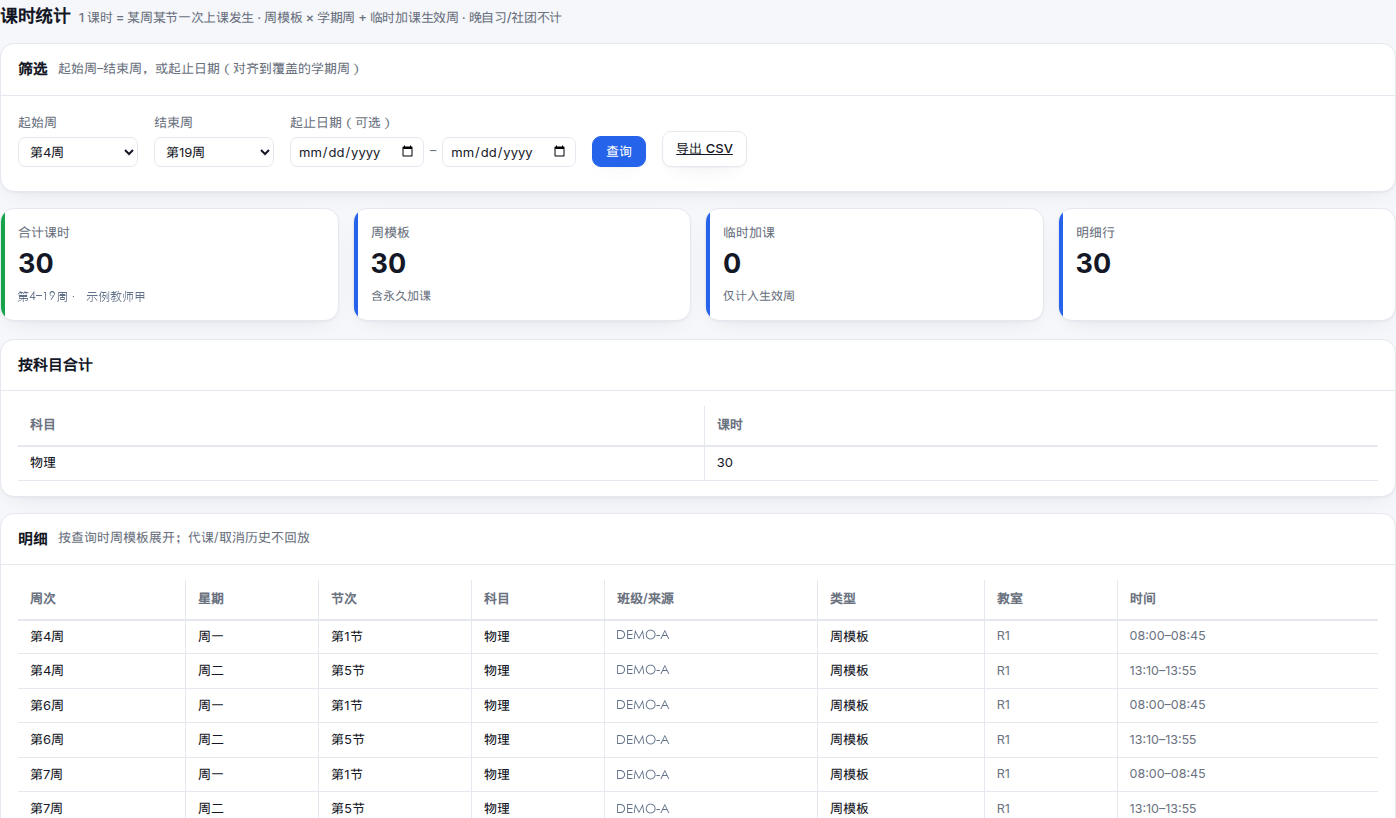 课时统计 1课时 = 某周某节一次上课发生 · 周模板 × 学期周 + 临时加课生效周 · 晚自习/社团不计
筛选 起始周–结束周，或起止日期（对齐到覆盖的学期周）
起始周 结束周 起止日期（可选）
第4周 第19周 mm/dd/yyyy – mm/dd/yyyy 查询 导出 CSV
合计课时 周模板 临时加课 明细行
30 30 0 30
第4–19周 · 示例教师甲 含永久加课 仅计入生效周
按科目合计
科目 课时
物理 30
明细 按查询时周模板展开；代课/取消历史不回放
周次 星期 节次 科目 班级/来源 类型 教室 时间
第4周 周一 第1节 物理 DEMO-A 周模板 R1 08:00–08:45
第4周 周二 第5节 物理 DEMO-A 周模板 R1 13:10–13:55
第6周 周一 第1节 物理 DEMO-A 周模板 R1 08:00–08:45
第6周 周二 第5节 物理 DEMO-A 周模板 R1 13:10–13:55
第7周 周一 第1节 物理 DEMO-A 周模板 R1 08:00–08:45
第7周 周二 第5节 物理 DEMO-A 周模板 R1 13:10–13:55